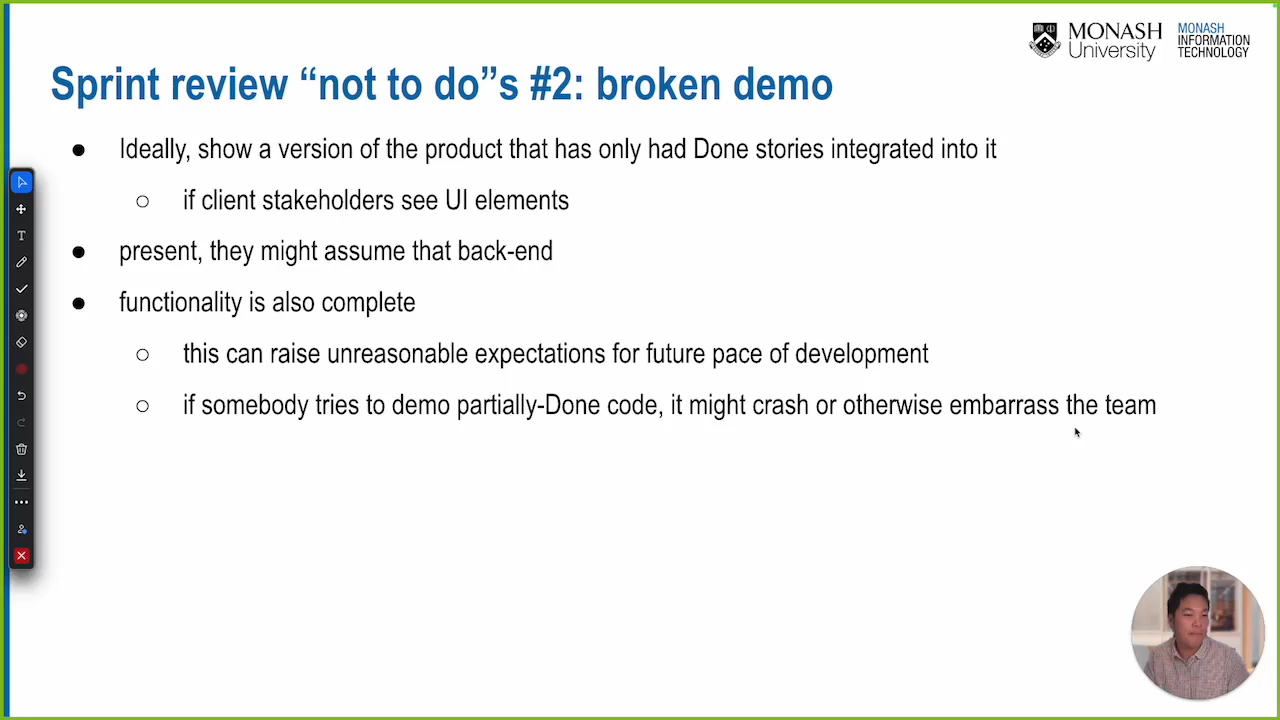 MONASH University
MONASH INFORMATION TECHNOLOGY
Sprint review “not to do”s #2: broken demo
● Ideally, show a version of the product that has only had Done stories integrated into it
○ if client stakeholders see UI elements
● present, they might assume that back-end
● functionality is also complete
○ this can raise unreasonable expectations for future pace of development
○ if somebody tries to demo partially-Done code, it might crash or otherwise embarrass the team